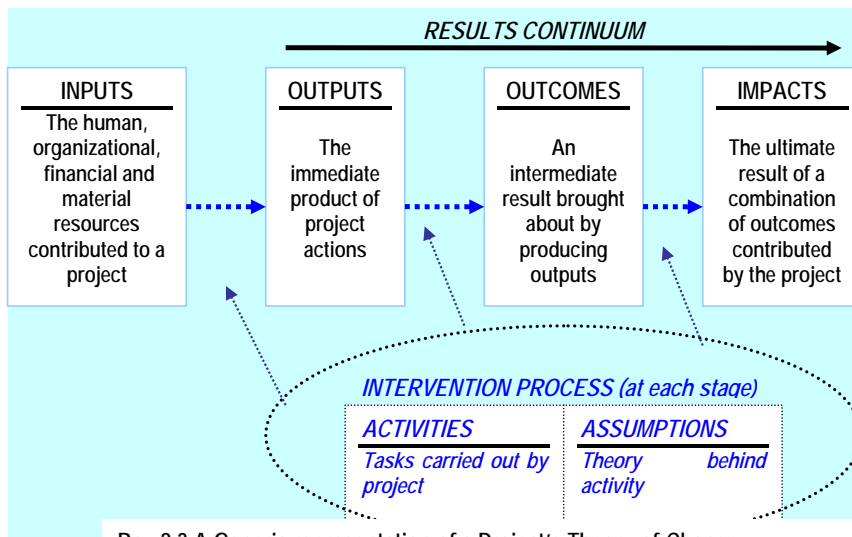 RESULTS CONTINUUM
INPUTS
The human,
organizational,
financial and
material
resources
contributed to a
project
OUTPUTS
The
immediate
product of
project
actions
OUTCOMES
An
intermediate
result brought
about by
producing
outputs
IMPACTS
The ultimate
result of a
combination
of outcomes
contributed
by the project
INTERVENTION PROCESS (at each stage)
ACTIVITIES
Tasks carried out by
project
ASSUMPTIONS
Theory behind
activity